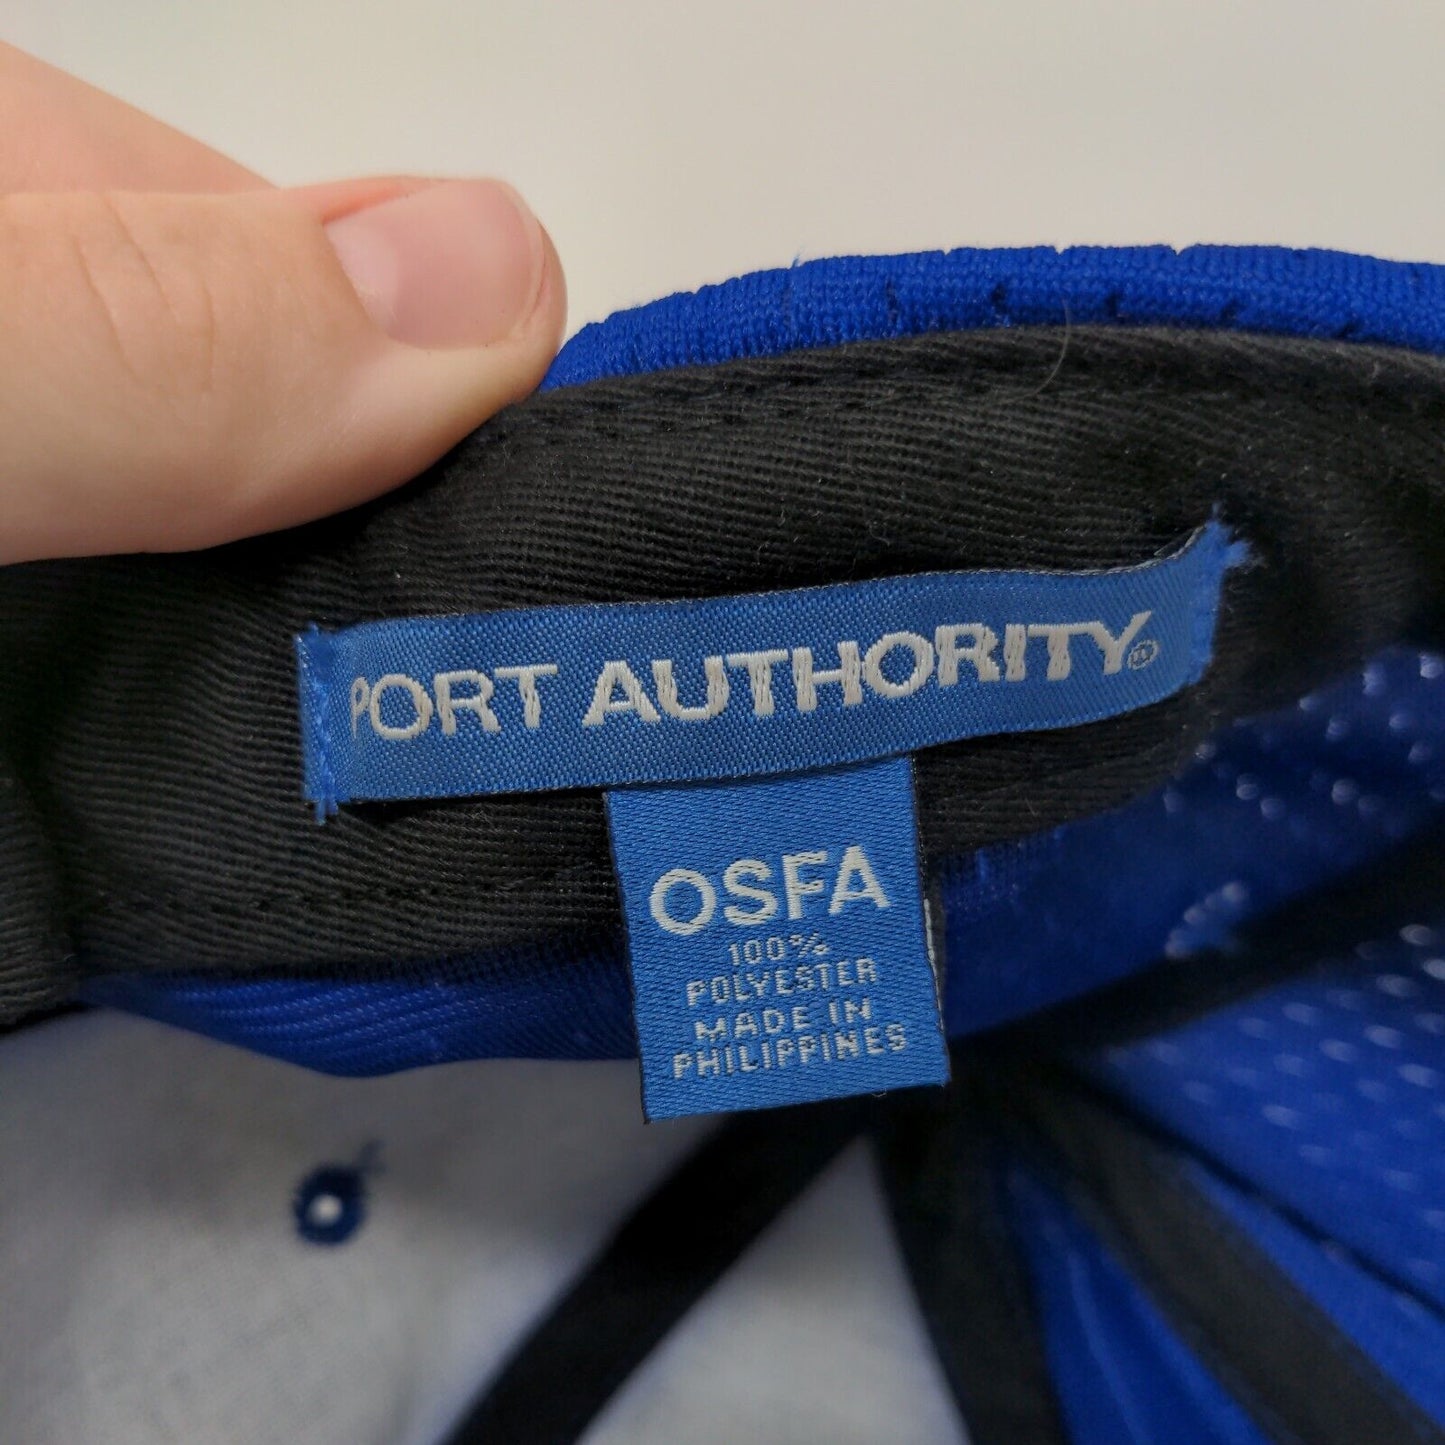 PORT AUTHORITY®
OSFA
100%
POLYESTER
MADE IN
PHILIPPINES